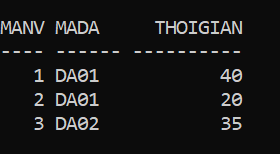 MANV MADA THOIGIAN
---- ------ ----------
1 DA01 40
2 DA01 20
3 DA02 35